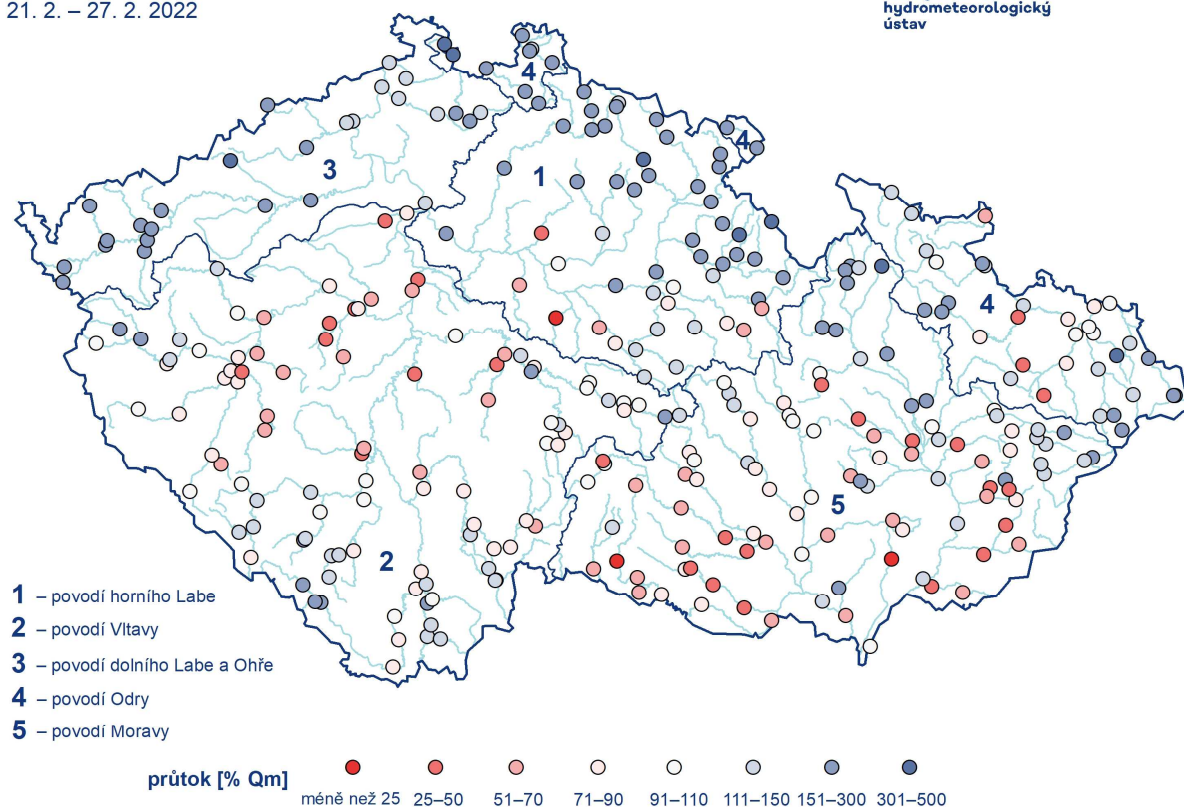 21. 2. – 27. 2. 2022
hydrometeorologický
ústav
4
4
3
1
4
5
2
1 – povodí horního Labe
2 – povodí Vltavy
3 – povodí dolního Labe a Ohře
4 – povodí Odry
5 – povodí Moravy
průtok [% Qm]
méně než 25 25–50 51–70 71–90 91–110 111–150 151–300 301–500